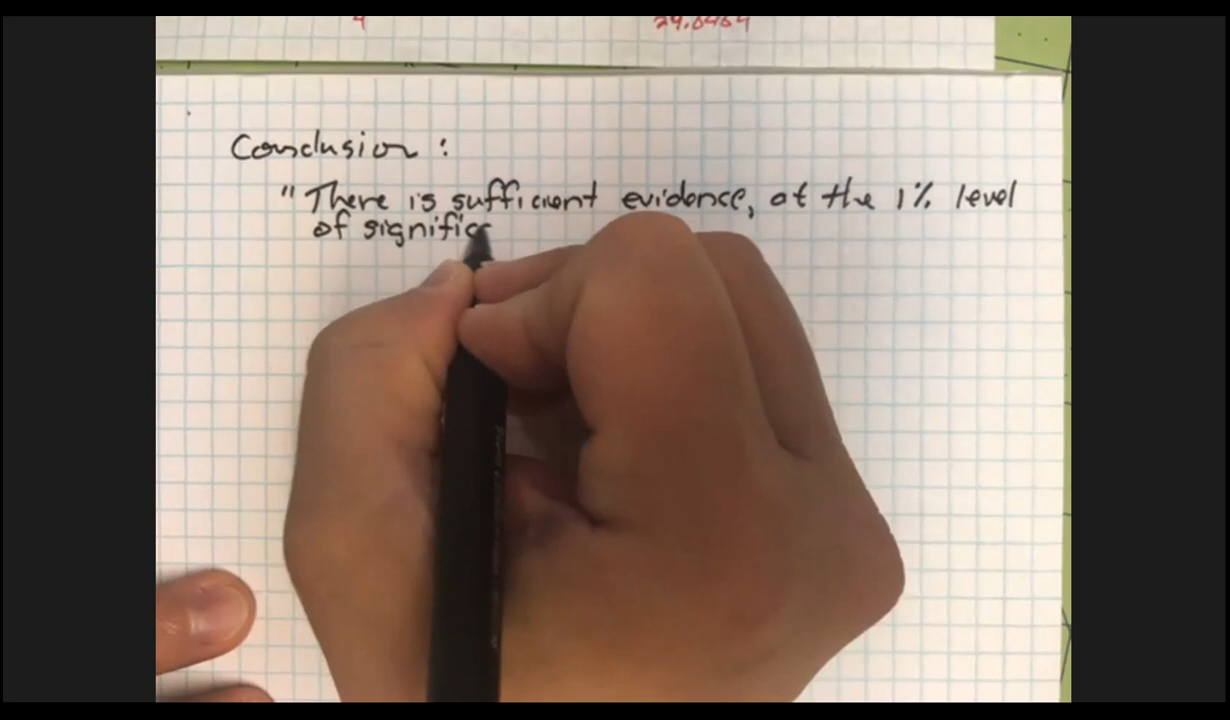 Conclusion :
"There is sufficient evidence, at the 1% level
of signific